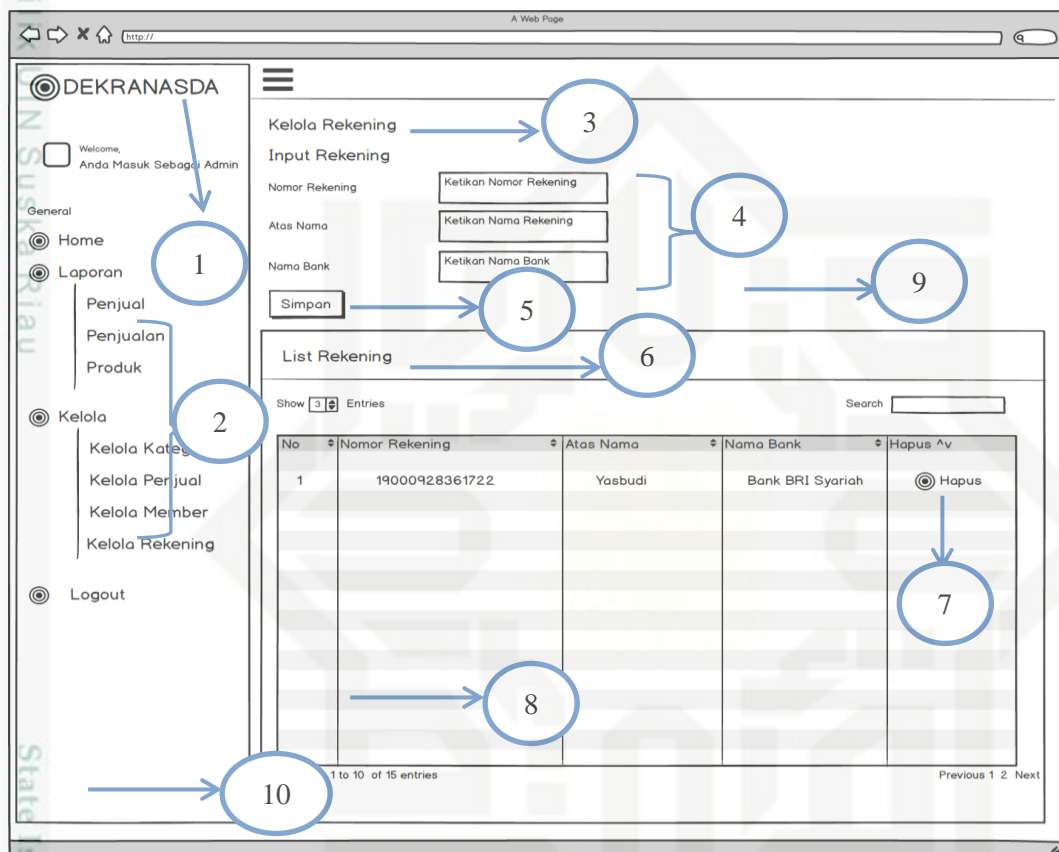 A Web Page
http://
DEKRANASDA
Welcome,
Anda Masuk Sebagai Admin
General
Home
Laporan
Penjual
Penjualan
Produk
Kelola
Kelola
Kelola Penjual
Kelola Member
Kelola Rekening
Logout
1
2
10
Kelola Rekening
3
Input Rekening
Nomor Rekening
Ketikan Nomor Rekening
Atas Nama
Ketikan Nama Rekening
4
Nama Bank
Ketikan Nama Bank
9
Simpan
5
List Rekening
6
Show 3 Entries
Search
No Nomor Rekening Atas Nama Nama Bank Hapus ^v
1 19000928361722 Yasbudi Bank BRI Syariah Hapus
7
8
1 to 10 of 15 entries
Previous 1 2 Next
UIN Suska Riau
State